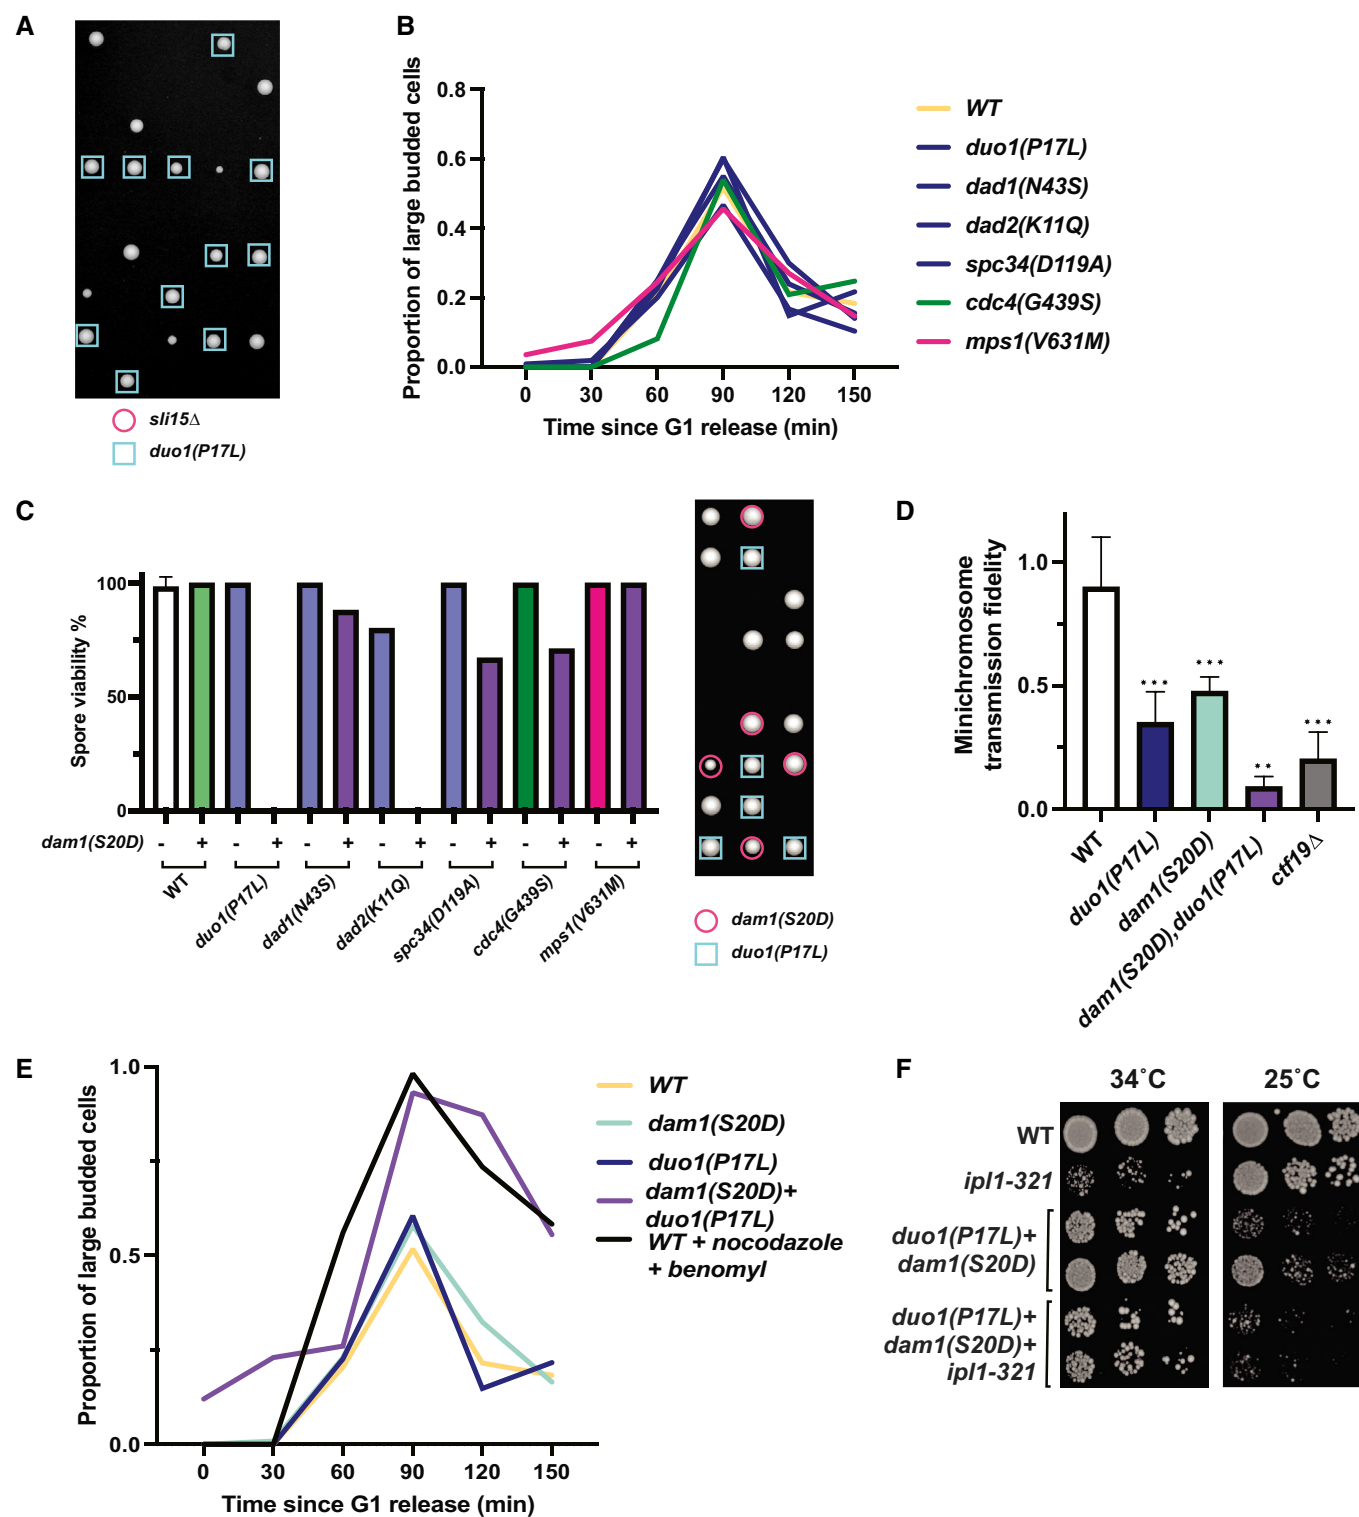 A
sli15Δ
duo1(P17L)
B
Proportion of large budded cells
0.8
0.6
0.4
0.2
0.0
0 30 60 90 120 150
Time since G1 release (min)
WT
duo1(P17L)
dad1(N43S)
dad2(K11Q)
spc34(D119A)
cdc4(G439S)
mps1(V631M)
C
Spore viability %
100
50
0
dam1(S20D) - + - + - + - + - + - + - +
WT
duo1(P17L)
dad1(N43S)
dad2(K11Q)
spc34(D119A)
cdc4(G439S)
mps1(V631M)
dam1(S20D)
duo1(P17L)
D
Minichromosome
transmission fidelity
1.0
0.5
0.0
*** *** ** ***
WT
duo1(P17L)
dam1(S20D)
dam1(S20D),duo1(P17L)
ctf19Δ
E
Proportion of large budded cells
1.0
0.5
0.0
0 30 60 90 120 150
Time since G1 release (min)
WT
dam1(S20D)
duo1(P17L)
dam1(S20D)+
duo1(P17L)
WT + nocodazole
+ benomyl
F
34˚C 25˚C
WT
ipl1-321
duo1(P17L)+
dam1(S20D)
duo1(P17L)+
dam1(S20D)+
ipl1-321